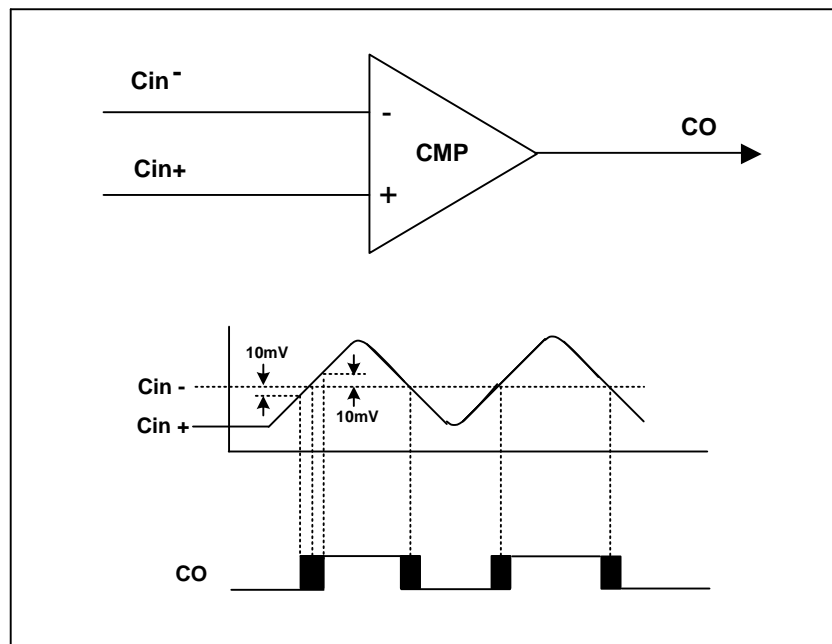 Cin -
-
CMP
CO
Cin+
+
10mV
Cin -
10mV
Cin +
CO